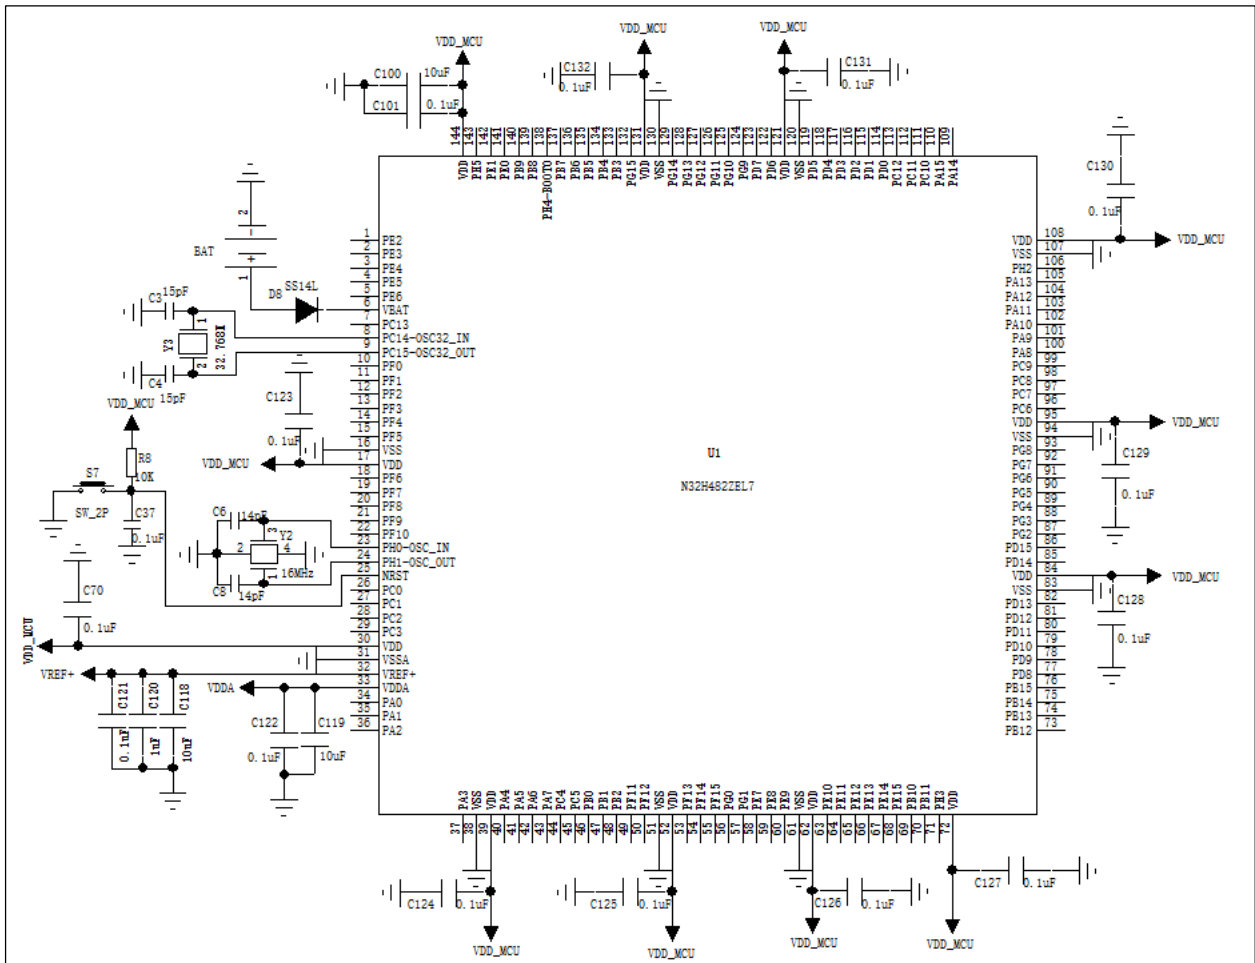 VDD_MCU
VDD_MCU
VDD_MCU
C100
10uF
C101
0.1uF
C132
0.1uF
C131
0.1uF
144 143 142 141 140 139 138 137 136 135 134 133 132 131 130 129 128 127 126 125 124 123 122 121 120 119 118 117 116 115 114 113 112 111 110 109
VDD PH5 PE1 PE0 PB9 PB8 PH4-BOOT0 PB7 PB6 PB5 PB4 PB3 PG15 VDD VSS PG14 PG13 PG12 PG11 PG10 PG9 PD7 PD6 VDD VSS PD5 PD4 PD3 PD2 PD1 PD0 PC12 PC11 PC10 PA15 PA14
C130
0.1uF
VDD_MCU
2
-
BAT
+
1
D8
SS14L
C3
15pF
1
Y3
32.768K
2
C4
15pF
VDD_MCU
R8
10K
S7
SW_2P
C37
0.1uF
C123
0.1uF
VDD_MCU
C6
14pF
3
Y2
2
4
1
16MHz
C8
14pF
C70
0.1uF
VDD_MCU
VREF+
C121
C120
C118
0.1uF
1uF
10uF
VDDA
C122
0.1uF
C119
10uF
1 PE2
2 PE3
3 PE4
4 PE5
5 PE6
6 VBAT
7 PC13
8 PC14-OSC32_IN
9 PC15-OSC32_OUT
10 PF0
11 PF1
12 PF2
13 PF3
14 PF4
15 PF5
16 VSS
17 VDD
18 PF6
19 PF7
20 PF8
21 PF9
22 PF10
23 PH0-OSC_IN
24 PH1-OSC_OUT
25 NRST
26 PC0
27 PC1
28 PC2
29 PC3
30 VDD
31 VSSA
32 VREF+
33 VDDA
34 PA0
35 PA1
36 PA2
U1
N32H482ZEL7
VDD 108
VSS 107
PH2 106
PA13 105
PA12 104
PA11 103
PA10 102
PA9 101
PA8 100
PC9 99
PC8 98
PC7 97
PC6 96
VDD 95
VSS 94
PG8 93
PG7 92
PG6 91
PG5 90
PG4 89
PG3 88
PG2 87
PD15 86
PD14 85
VDD 84
VSS 83
PD13 82
PD12 81
PD11 80
PD10 79
PD9 78
PD8 77
PB15 76
PB14 75
PB13 74
PB12 73
VDD_MCU
C129
0.1uF
VDD_MCU
C128
0.1uF
PA3 VSS VDD PA4 PA5 PA6 PA7 PC4 PC5 PB0 PB1 PB2 PF11 PF12 VSS VDD PF13 PF14 PF15 PG0 PG1 PE7 PE8 PE9 VSS VDD PE10 PE11 PE12 PE13 PE14 PE15 PB10 PB11 PH3 VDD
37 38 39 40 41 42 43 44 45 46 47 48 49 50 51 52 53 54 55 56 57 58 59 60 61 62 63 64 65 66 67 68 69 70 71 72
C124
0.1uF
C125
0.1uF
C126
0.1uF
C127
0.1uF
VDD_MCU
VDD_MCU
VDD_MCU
VDD_MCU